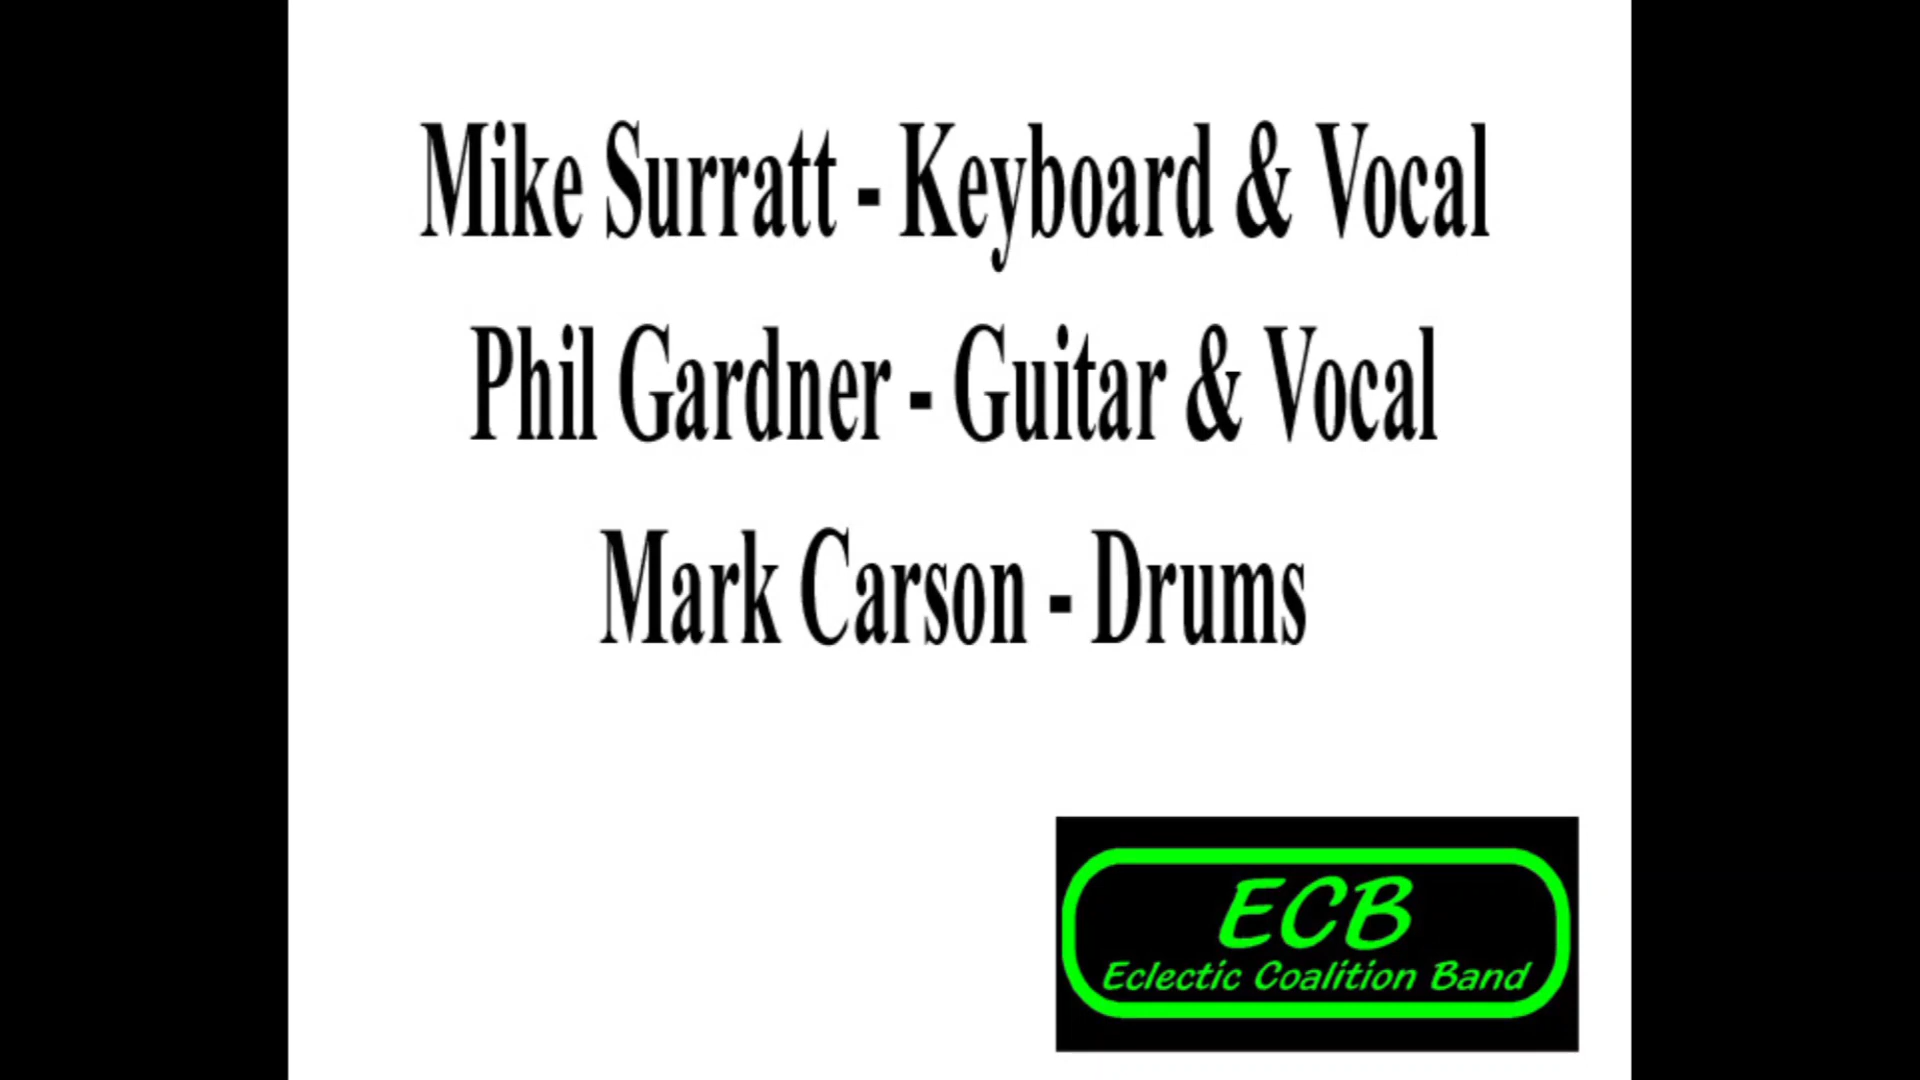 Mike Surratt - Keyboard & Vocal
Phil Gardner - Guitar & Vocal
Mark Carson - Drums
ECB
Eclectic Coalition Band